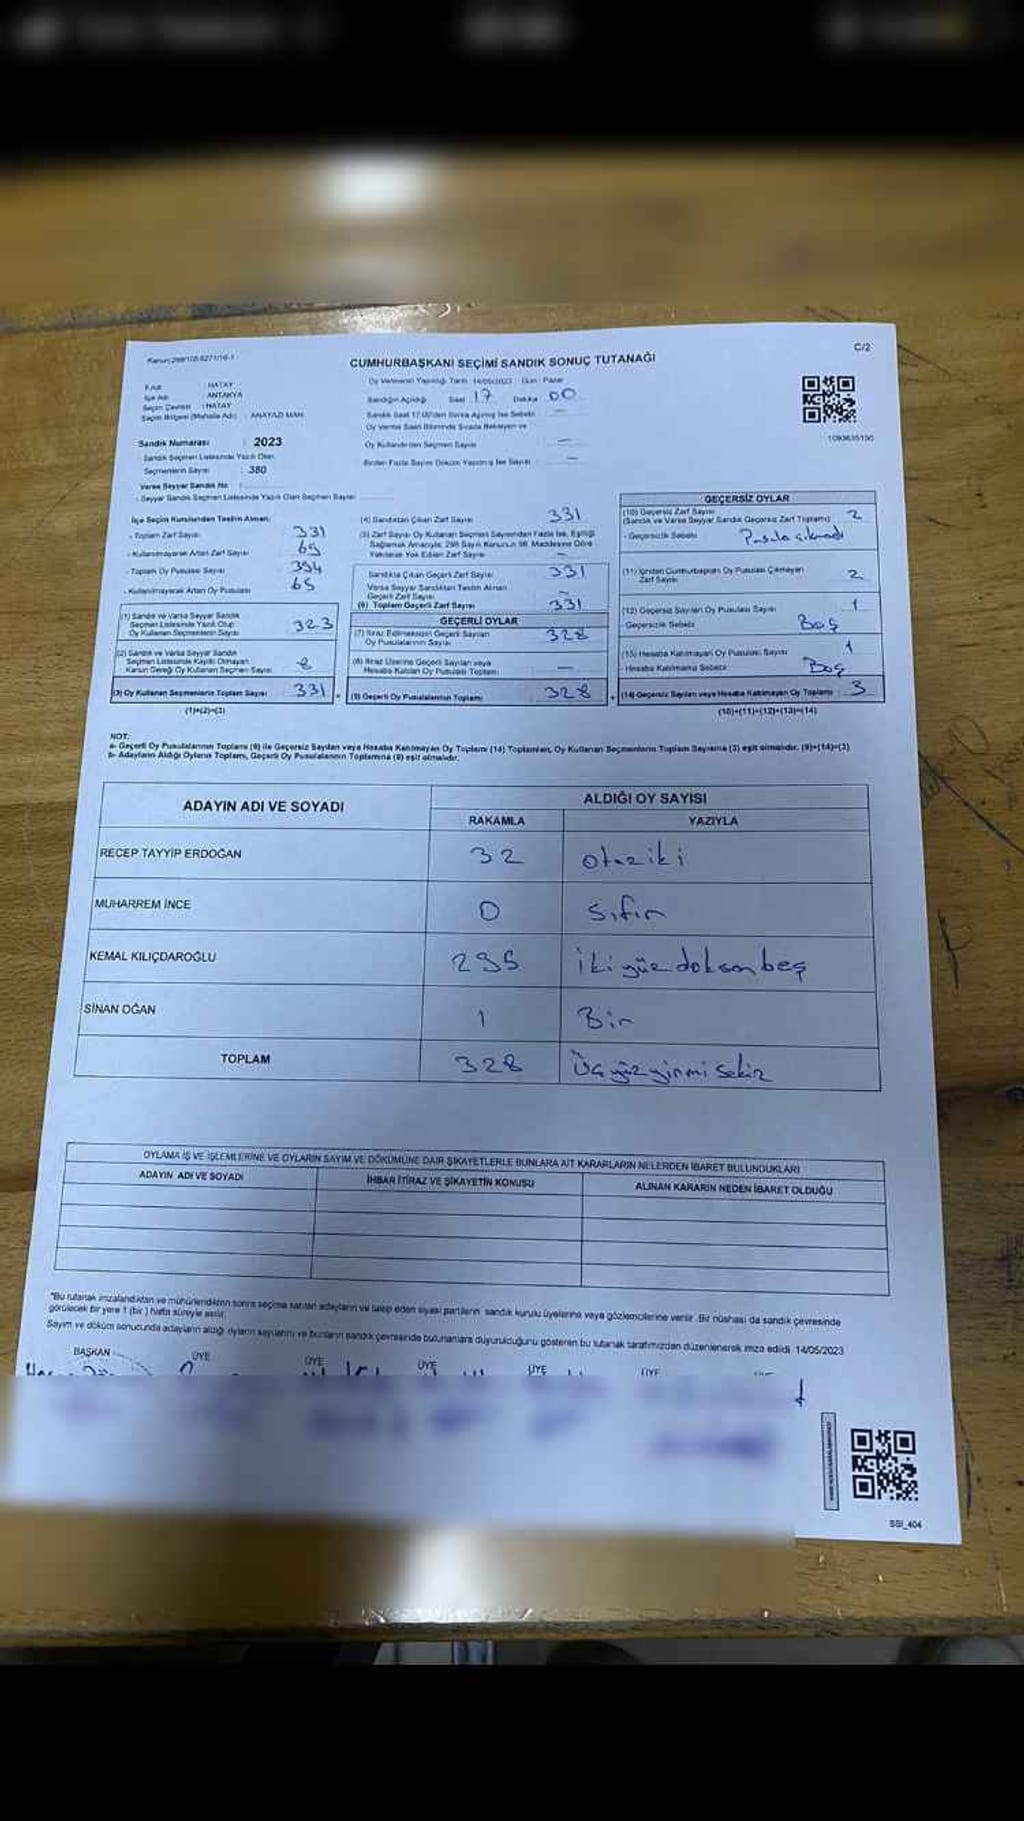 C/2
Kanun:298/105 6271/16-1
CUMHURBAŞKANI SEÇİMİ SANDIK SONUÇ TUTANAĞI
Oy Vermenin Yapıldığı Tarih 14/05/2023 Gün Pazar
İli Adı : HATAY
İlçe Adı : ANTAKYA
Seçim Çevresi : HATAY
Seçim Bölgesi (Mahalle Adı) : ANAYAZI MAH.
Sandık Numarası : 2023
Sandık Seçmen Listesinde Yazılı Olan
Seçmenlerin Sayısı : 380
Varsa Seyyar Sandık No :
- Seyyar Sandık Seçmen Listesinde Yazılı Olan Seçmen Sayısı
Sandığın Açıldığı Saat 17 Dakika 00
Sandık Saat 17.00'den Sonra Açılmış İse Sebebi —
Oy Verme Saati Bitiminde Sırada Bekleyen ve
Oy Kullandırılan Seçmen Sayısı —
Birden Fazla Sayım Döküm Yapılmış İse Sayısı —
1093635150
İlçe Seçim Kurulundan Teslim Alınan:
- Toplam Zarf Sayısı 331
- Kullanılmayarak Artan Zarf Sayısı 65
- Toplam Oy Pusulası Sayısı 394
- Kullanılmayarak Artan Oy Pusulası 65
(1) Sandık ve Varsa Seyyar Sandık
Seçmen Listesinde Yazılı Olup
Oy Kullanan Seçmenlerin Sayısı 323
(2) Sandık ve Varsa Seyyar Sandık
Seçmen Listesinde Kayıtlı Olmayan
Kanun Gereği Oy Kullanan Seçmen Sayısı 8
(3) Oy Kullanan Seçmenlerin Toplam Sayısı 331
(1)+(2)=(3)
(4) Sandıktan Çıkan Zarf Sayısı 331
(5) Zarf Sayısı Oy Kullanan Seçmen Sayısından Fazla İse, Eşitliği
Sağlamak Amacıyla; 298 Sayılı Kanunun 98. Maddesine Göre
Yakılarak Yok Edilen Zarf Sayısı —
Sandıkta Çıkan Geçerli Zarf Sayısı 331
Varsa Seyyar Sandıktan Teslim Alınan
Geçerli Zarf Sayısı —
(6) Toplam Geçerli Zarf Sayısı 331
GEÇERLİ OYLAR
(7) İtiraz Edilmeksizin Geçerli Sayılan
Oy Pusulalarının Sayısı 328
(8) İtiraz Üzerine Geçerli Sayılan veya
Hesaba Katılan Oy Pusulaları Toplamı —
(9) Geçerli Oy Pusulalarının Toplamı 328
GEÇERSİZ OYLAR
(10) Geçersiz Zarf Sayısı
(Sandık ve Varsa Seyyar Sandık Geçersiz Zarf Toplamı) 2
- Geçersizlik Sebebi Pusula çıkmadı
(11) İçinden Cumhurbaşkanı Oy Pusulası Çıkmayan
Zarf Sayısı 2
(12) Geçersiz Sayılan Oy Pusulası Sayısı 1
- Geçersizlik Sebebi Boş
(13) Hesaba Katılmayan Oy Pusulası Sayısı 1
- Hesaba Katılmama Sebebi Boş
(14) Geçersiz Sayılan veya Hesaba Katılmayan Oy Toplamı 3
(10)+(11)+(12)+(13)=(14)
NOT:
a- Geçerli Oy Pusulalarının Toplamı (9) ile Geçersiz Sayılan veya Hesaba Katılmayan Oy Toplamı (14) Toplamları, Oy Kullanan Seçmenlerin Toplam Sayısına (3) eşit olmalıdır. (9)+(14)=(3)
b- Adayların Aldığı Oyların Toplamı, Geçerli Oy Pusulalarının Toplamına (9) eşit olmalıdır.
ADAYIN ADI VE SOYADI
ALDIĞI OY SAYISI
RAKAMLA YAZIYLA
RECEP TAYYİP ERDOĞAN 32 otuziki
MUHARREM İNCE 0 Sıfır
KEMAL KILIÇDAROĞLU 295 ikiyüzdoksanbeş
SİNAN OĞAN 1 Bir
TOPLAM 328 Üçyüzyirmisekiz
OYLAMA İŞ VE İŞLEMLERİNE VE OYLARIN SAYIM VE DÖKÜMÜNE DAİR ŞİKAYETLERLE BUNLARA AİT KARARLARIN NELERDEN İBARET BULUNDUKLARI
ADAYIN ADI VE SOYADI İHBAR İTİRAZ VE ŞİKAYETİN KONUSU ALINAN KARARIN NEDEN İBARET OLDUĞU
"Bu tutanak imzalandıktan ve mühürlendikten sonra seçime katılan adayların ve talep eden siyasi partilerin sandık kurulu üyelerine veya gözlemcilerine verilir. Bir nüshası da sandık çevresinde
görülecek bir yere 1 (bir) hafta süreyle asılır.
Sayım ve döküm sonucunda adayların aldığı oyların sayılarını ve bunların sandık çevresinde bulunanlara duyurulduğunu gösteren bu tutanak tarafımızdan düzenlenerek imza edildi. 14/05/2023
BAŞKAN ÜYE ÜYE ÜYE ÜYE ÜYE
SSI_404